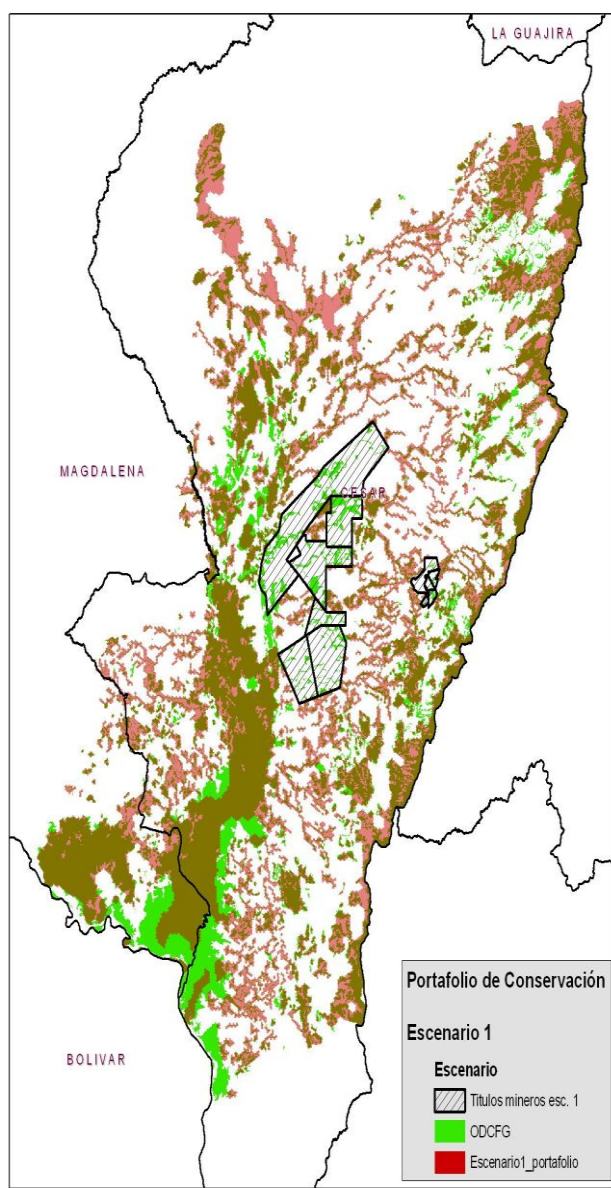 LA GUAJIRA
MAGDALENA
CESAR
BOLIVAR
Portafolio de Conservación
Escenario 1
Escenario
Titulos mineros esc. 1
ODCFG
Escenario1_portafolio